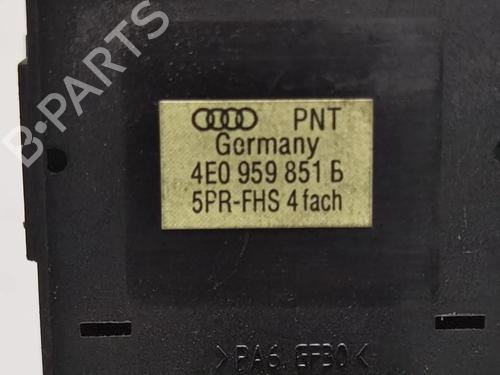 B-PARTS
PNT
Germany
4E0 959 851 B
5PR-FHS 4 fach
>PA6.GF30<